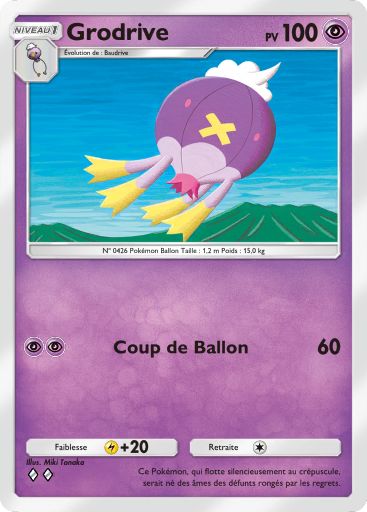 NIVEAU 1
Grodrive
PV 100
Évolution de : Baudrive
N° 0426 Pokémon Ballon Taille : 1,2 m Poids : 15,0 kg
Coup de Ballon 60
Faiblesse +20
Retraite
Illus. Miki Tanaka
Ce Pokémon, qui flotte silencieusement au crépuscule,
serait né des âmes des défunts rongés par les regrets.